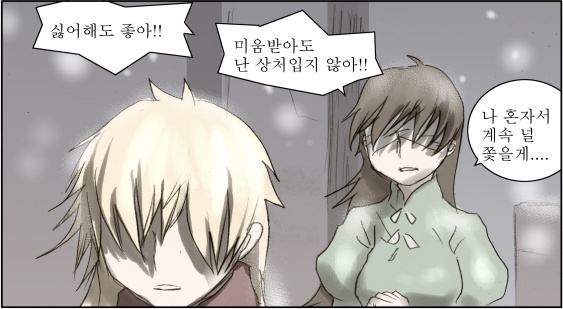 싫어해도 좋아!!
미움받아도
난 상처입지 않아!!
나 혼자서
계속 널
쫓을게....